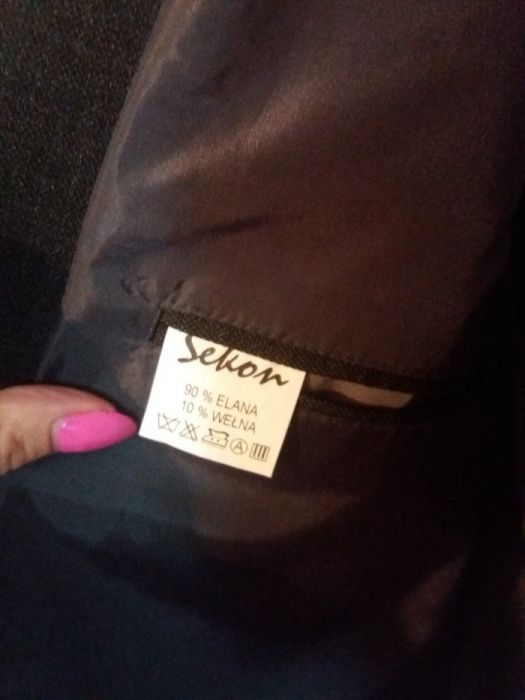 Sekon
90 % ELANA
10 % WEŁNA
A